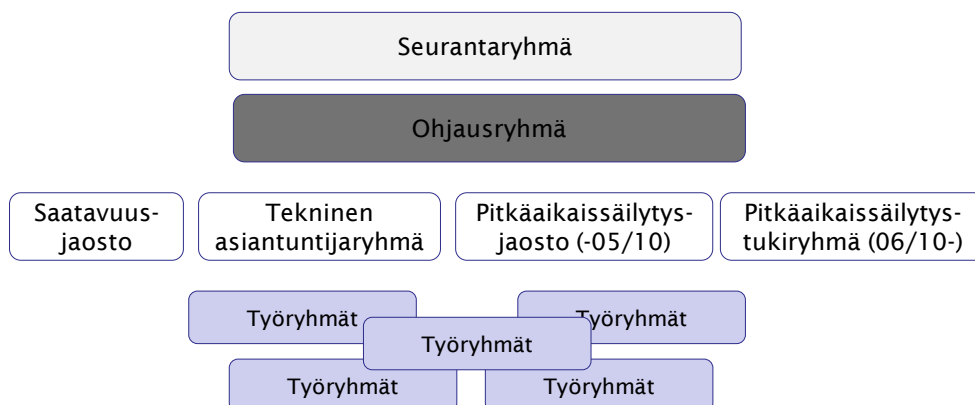 Seurantaryhmä
Ohjausryhmä
Saatavuus-
jaosto
Tekninen
asiantuntijaryhmä
Pitkäaikaissäilytys-
jaosto (-05/10)
Pitkäaikaissäilytys-
tukiryhmä (06/10-)
Työryhmät
Työryhmät
Työryhmät
Työryhmät
Työryhmät